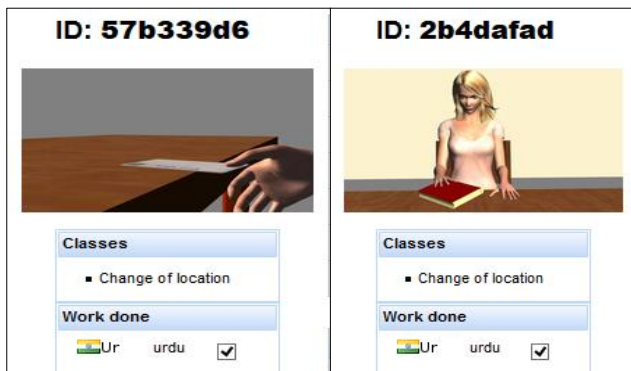 ID: 57b339d6
Classes
▪ Change of location
Work done
Ur urdu
ID: 2b4dafad
Classes
▪ Change of location
Work done
Ur urdu